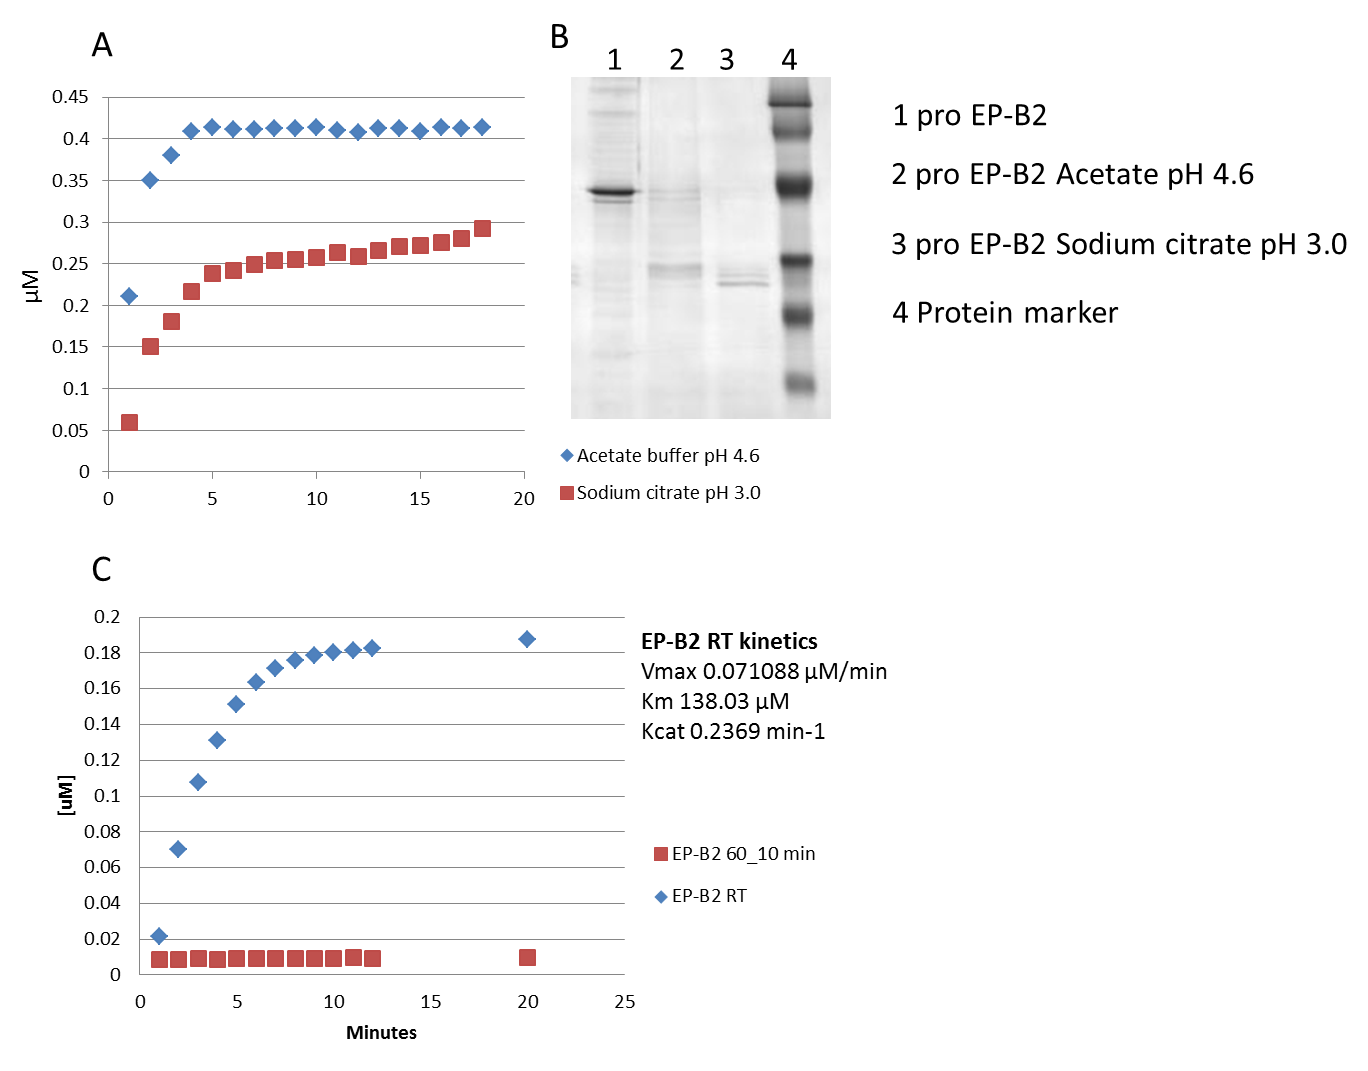 A
0.45
0.4
0.35
0.3
0.25
0.2
0.15
0.1
0.05
0
µM
0 5 10 15 20
B
1 2 3 4
1 pro EP-B2
2 pro EP-B2 Acetate pH 4.6
3 pro EP-B2 Sodium citrate pH 3.0
4 Protein marker
Acetate buffer pH 4.6
Sodium citrate pH 3.0
C
0.2
0.18
0.16
0.14
0.12
0.1
0.08
0.06
0.04
0.02
0
[uM]
0 5 10 15 20 25
Minutes
EP-B2 RT kinetics
Vmax 0.071088 µM/min
Km 138.03 µM
Kcat 0.2369 min-1
EP-B2 60_10 min
EP-B2 RT